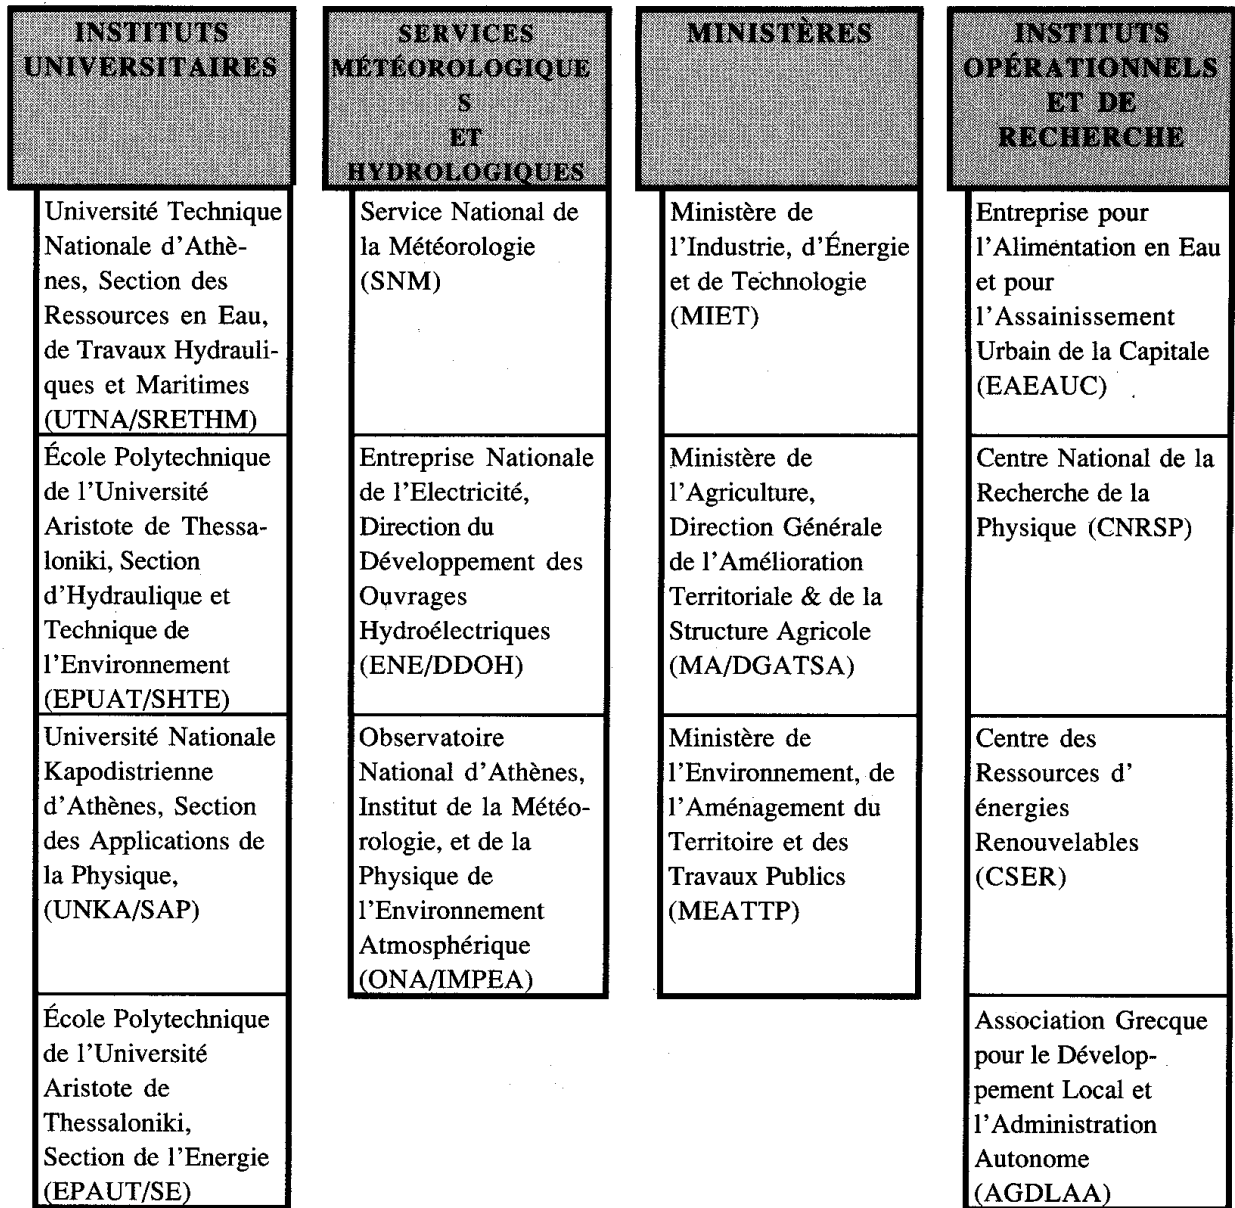 INSTITUTS
UNIVERSITAIRES
Université Technique
Nationale d'Athè-
nes, Section des
Ressources en Eau,
de Travaux Hydrauli-
ques et Maritimes
(UTNA/SRETHM)
École Polytechnique
de l'Université
Aristote de Thessa-
loniki, Section
d'Hydraulique et
Technique de
l'Environnement
(EPUAT/SHTE)
Université Nationale
Kapodistrienne
d'Athènes, Section
des Applications de
la Physique,
(UNKA/SAP)
École Polytechnique
de l'Université
Aristote de
Thessaloniki,
Section de l'Energie
(EPAUT/SE)
SERVICES
MÉTÉOROLOGIQUE
S
ET
HYDROLOGIQUES
Service National de
la Météorologie
(SNM)
Entreprise Nationale
de l'Electricité,
Direction du
Développement des
Ouvrages
Hydroélectriques
(ENE/DDOH)
Observatoire
National d'Athènes,
Institut de la Météo-
rologie, et de la
Physique de
l'Environnement
Atmosphérique
(ONA/IMPEA)
MINISTÈRES
Ministère de
l'Industrie, d'Énergie
et de Technologie
(MIET)
Ministère de
l'Agriculture,
Direction Générale
de l'Amélioration
Territoriale & de la
Structure Agricole
(MA/DGATSA)
Ministère de
l'Environnement, de
l'Aménagement du
Territoire et des
Travaux Publics
(MEATTP)
INSTITUTS
OPÉRATIONNELS
ET DE
RECHERCHE
Entreprise pour
l'Alimentation en Eau
et pour
l'Assainissement
Urbain de la Capitale
(EAEAUC)
Centre National de la
Recherche de la
Physique (CNRSP)
Centre des
Ressources d'
énergies
Renouvelables
(CSER)
Association Grecque
pour le Dévelop-
pement Local et
l'Administration
Autonome
(AGDLAA)